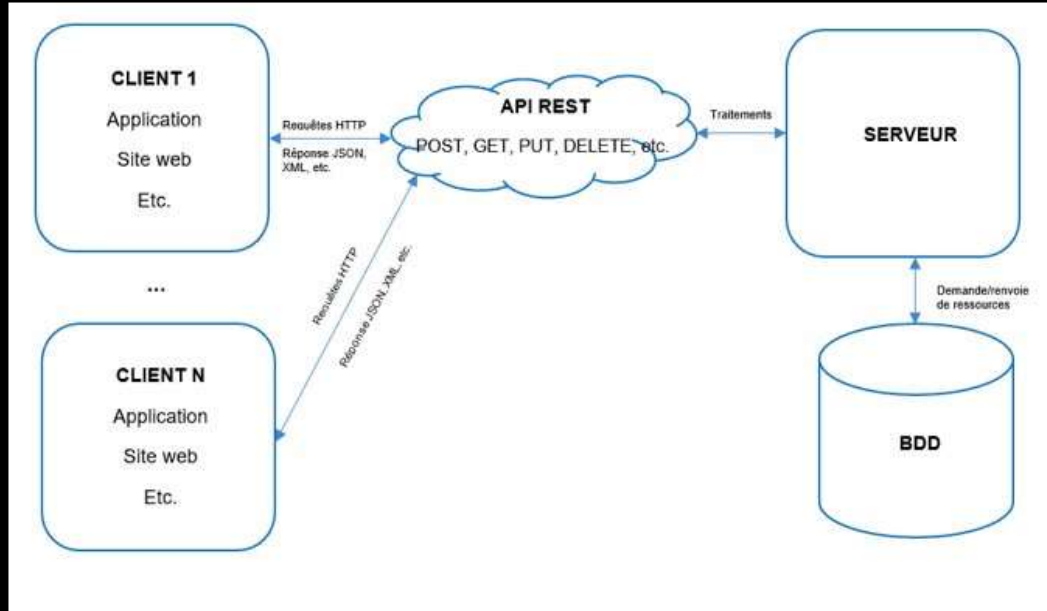 CLIENT 1
Application
Site web
Etc.
Requêtes HTTP
Réponse JSON,
XML, etc.
API REST
POST, GET, PUT, DELETE, etc.
Traitements
SERVEUR
...
Requêtes HTTP
Réponse JSON, XML, etc.
Demande/renvoie
de ressources
CLIENT N
Application
Site web
Etc.
BDD